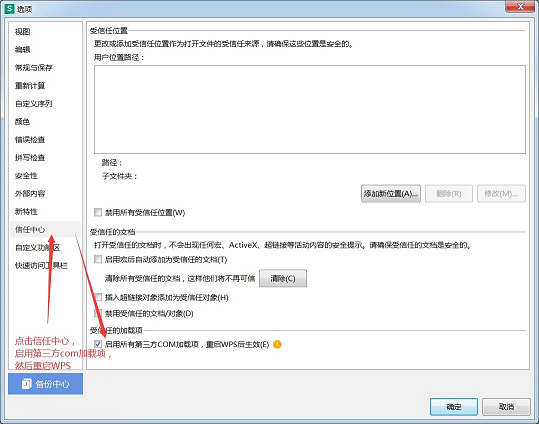 选项
视图
编辑
常规与保存
重新计算
自定义序列
颜色
错误检查
拼写检查
安全性
外部内容
新特性
信任中心
自定义功能区
快速访问工具栏
点击信任中心，
启用第三方com加载项，
然后重启WPS
备份中心
受信任位置
更改或添加受信任位置作为打开文件的受信任来源，请确保这些位置是安全的。
用户位置路径：
路径：
子文件夹：
添加新位置(A)...
删除(R)
修改(M)...
禁用所有受信任位置(W)
受信任的文档
打开受信任的文档时，不会出现任何宏、ActiveX、超链接等活动内容的安全提示。请确保受信任的文档是安全的。
启用宏后自动添加为受信任的文档(T)
清除所有受信任的文档，这样他们将不再可信
清除(C)
插入超链接对象添加为受信任对象(H)
禁用受信任的文档/对象(D)
受信任的加载项
启用所有第三方COM加载项，重启WPS后生效(E)
确定
取消